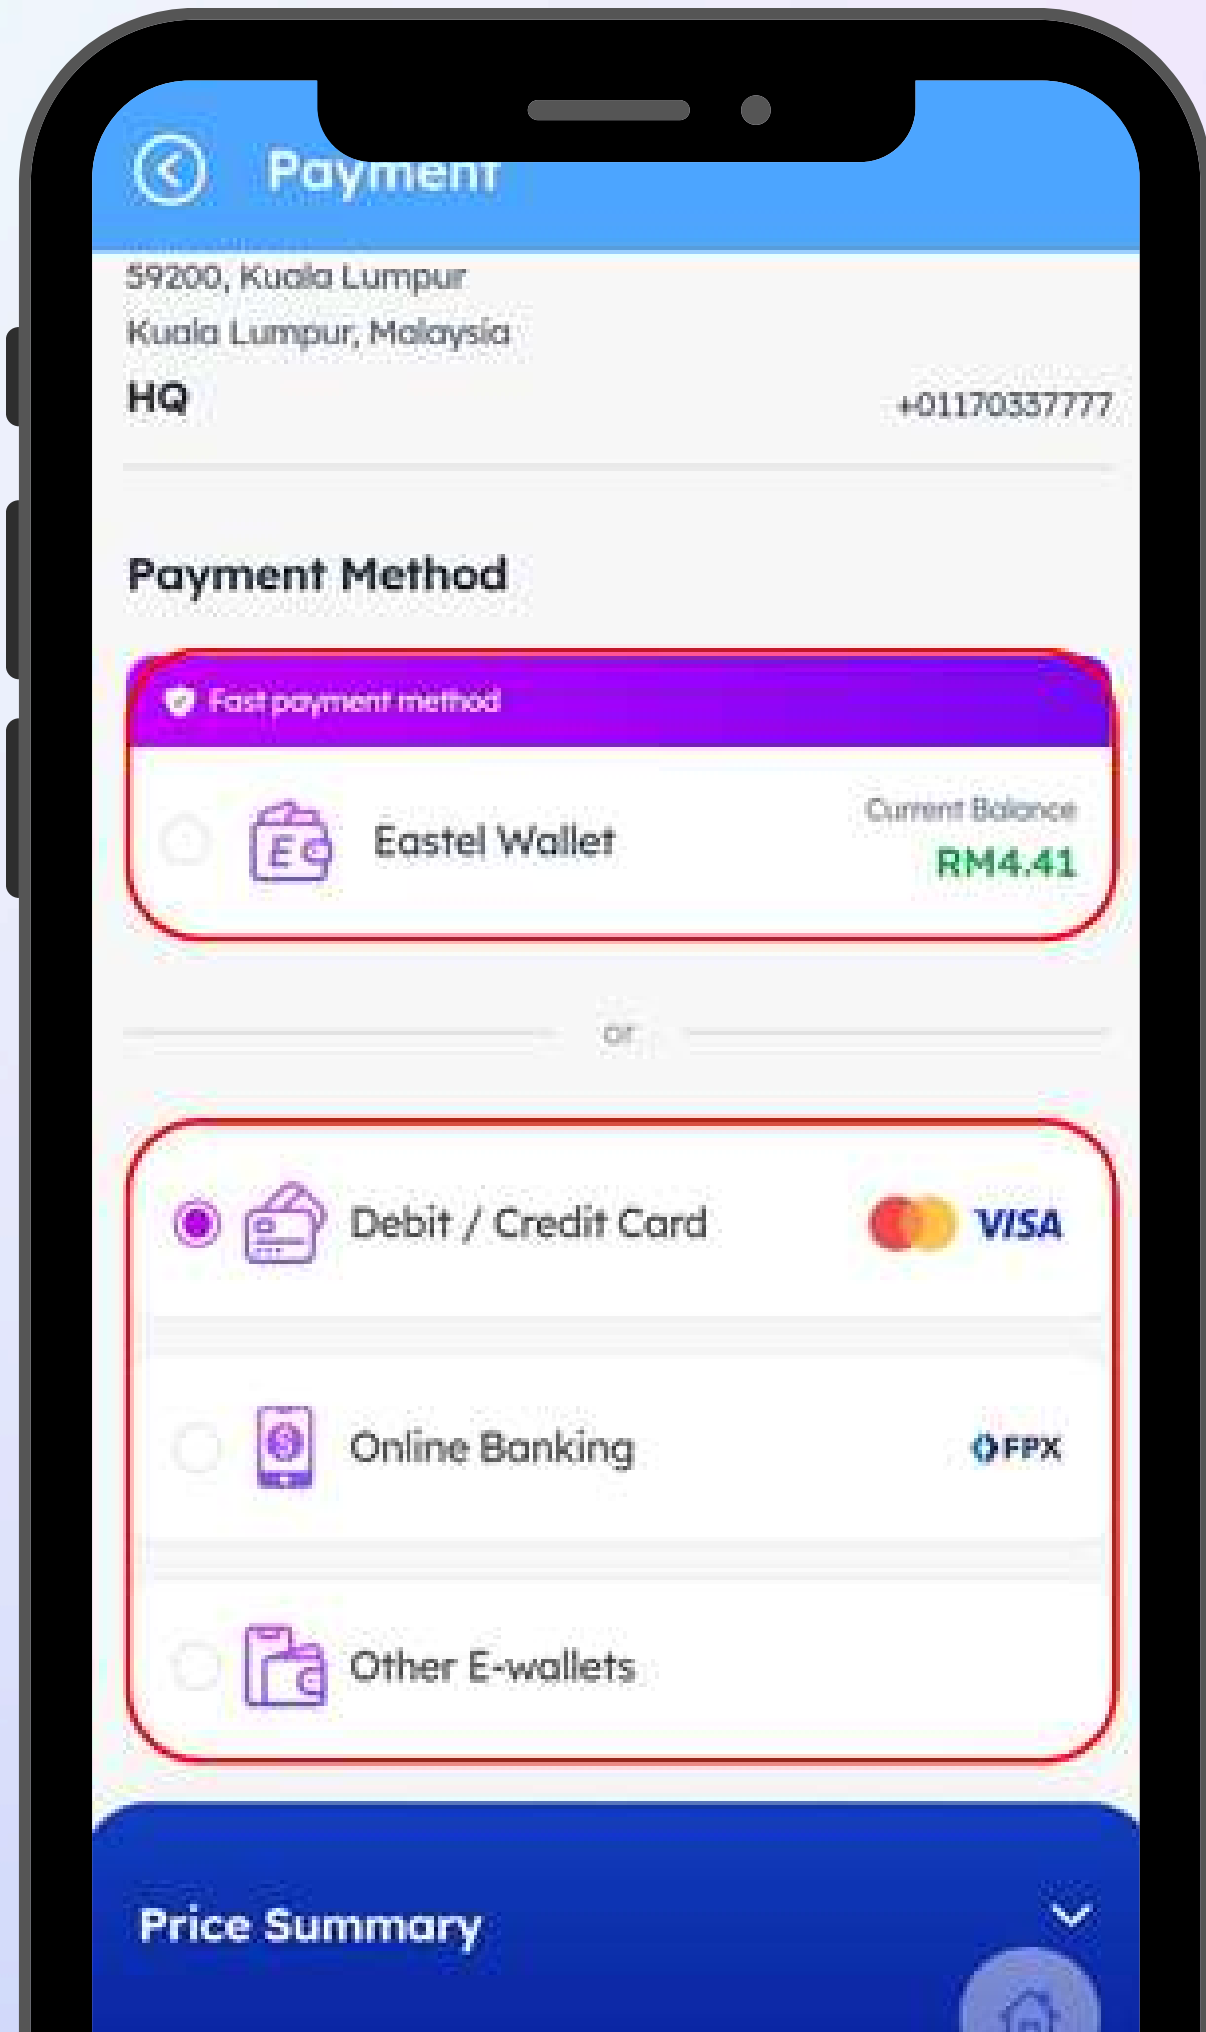 Payment
59200, Kuala Lumpur
Kuala Lumpur, Malaysia
HQ
+01170337777
Payment Method
Fast payment method
E
Eastel Wallet
Current Balance
RM4.41
or
Debit / Credit Card
VISA
$
Online Banking
FPX
Other E-wallets
Price Summary